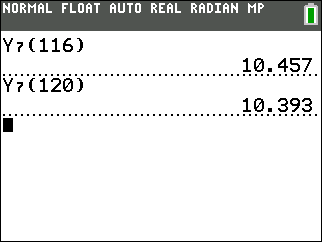 NORMAL FLOAT AUTO REAL RADIAN MP
Y₇(116)
10.457
Y₇(120)
10.393